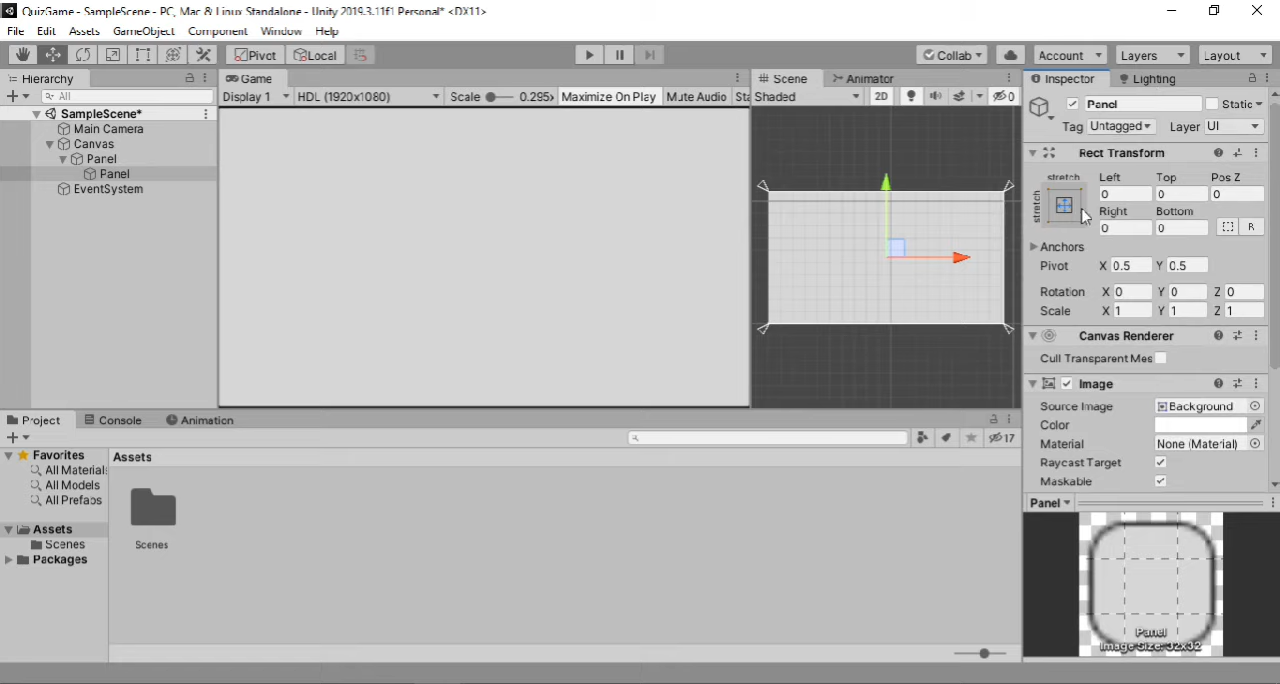 QuizGame - SampleScene - PC, Mac & Linux Standalone - Unity 2019.3.11f1 Personal* <DX11>
File Edit Assets GameObject Component Window Help
Pivot Local Collab Account Layers Layout
Hierarchy Game Scene Animator Inspector Lighting
All Display 1 HDL (1920x1080) Scale 0.295x Maximize On Play Mute Audio Sta Shaded 2D 0 Panel Static
SampleScene* Tag Untagged Layer UI
Main Camera
Canvas Rect Transform
Panel
Panel stretch Left Top Pos Z
EventSystem stretch 0 0 0
Right Bottom
0 0 R
Anchors
Pivot X 0.5 Y 0.5
Rotation X 0 Y 0 Z 0
Scale X 1 Y 1 Z 1
Canvas Renderer
Cull Transparent Mes
Image
Source Image Background
Project Console Animation Color
17 Material None (Material)
Favorites Assets Raycast Target
All Materials Maskable
All Models
All Prefabs Panel
Assets
Scenes Scenes
Packages
Panel
Image Size: 32x32